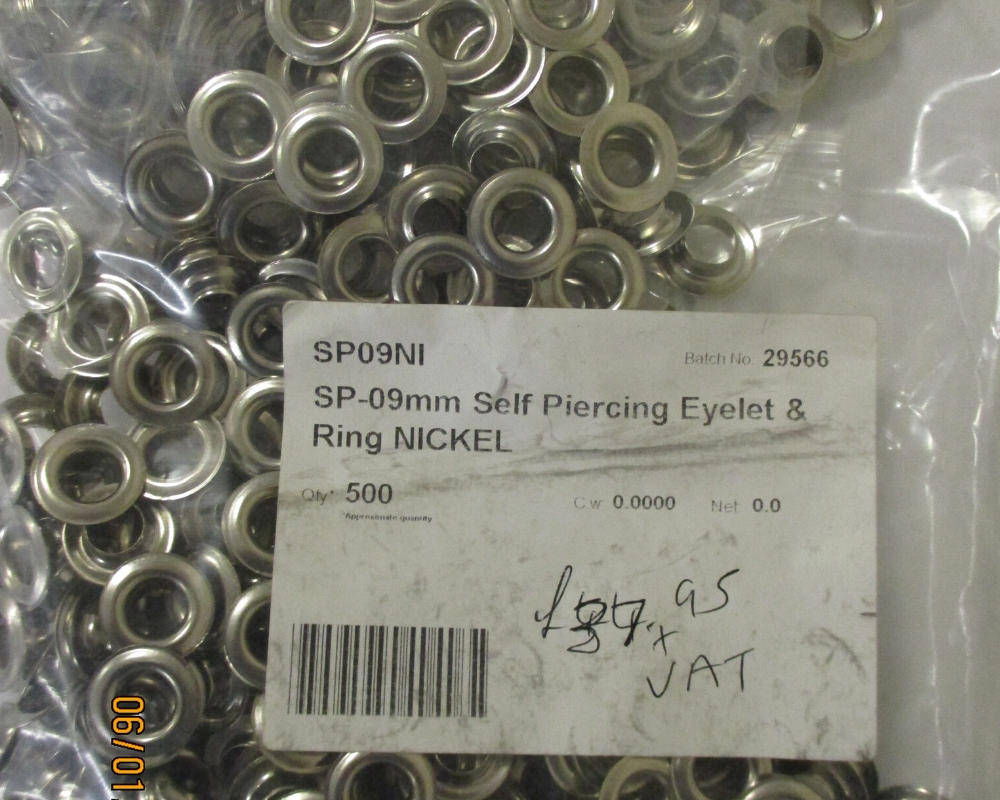 SP09NI
Batch No. 29566
SP-09mm Self Piercing Eyelet &
Ring NICKEL
Qty* 500
*Approximate quantity
Cw 0.0000 Net 0.0
95
VAT
06/01